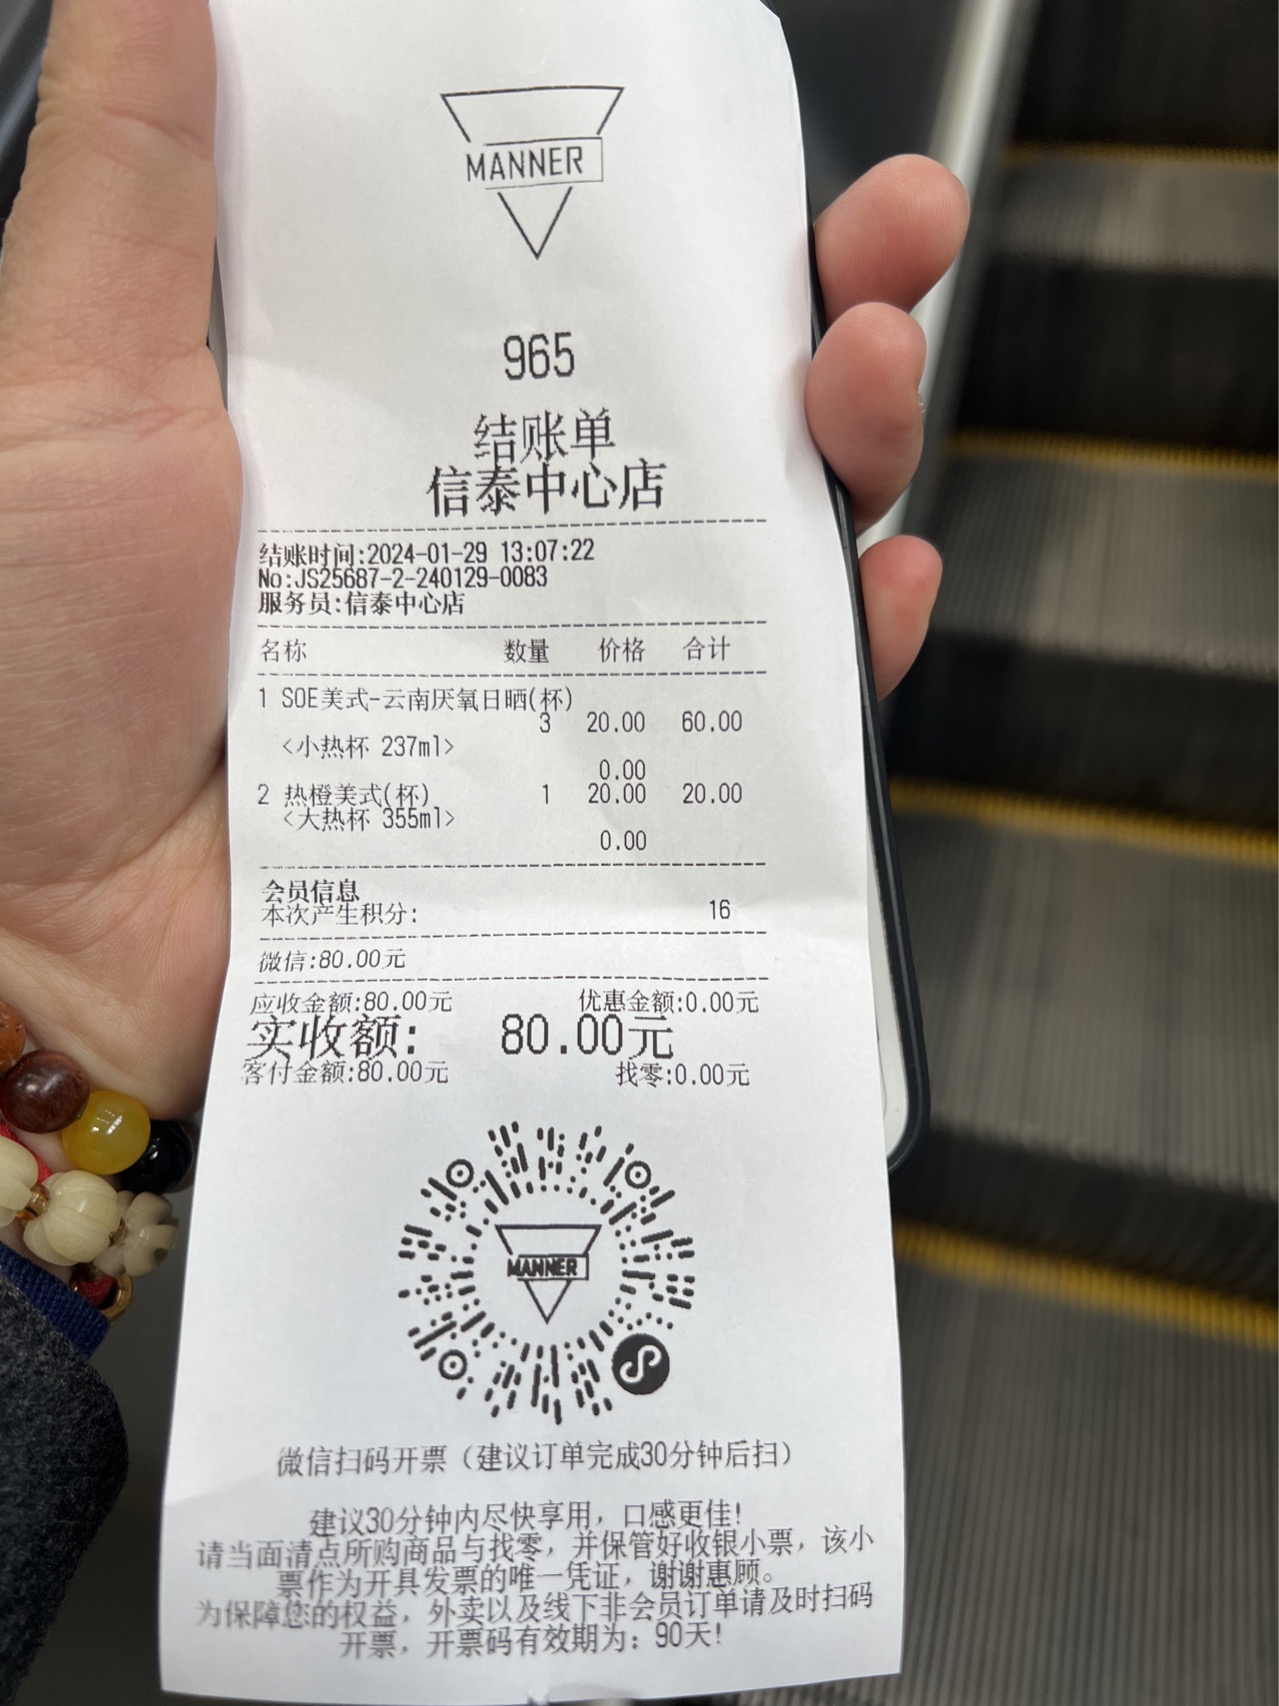 MANNER
965
结账单
信泰中心店
结账时间:2024-01-29 13:07:22
No:JS25687-2-240129-0083
服务员:信泰中心店
名称 数量 价格 合计
1 SOE美式-云南厌氧日晒(杯)
3 20.00 60.00
<小热杯 237ml>
0.00
2 热橙美式(杯) 1 20.00 20.00
<大热杯 355ml>
0.00
会员信息
本次产生积分: 16
微信:80.00元
应收金额:80.00元 优惠金额:0.00元
实收额: 80.00元
客付金额:80.00元 找零:0.00元
MANNER
微信扫码开票（建议订单完成30分钟后扫）
建议30分钟内尽快享用，口感更佳!
请当面清点所购商品与找零，并保管好收银小票，该小
票作为开具发票的唯一凭证，谢谢惠顾。
为保障您的权益，外卖以及线下非会员订单请及时扫码
开票，开票码有效期为：90天!